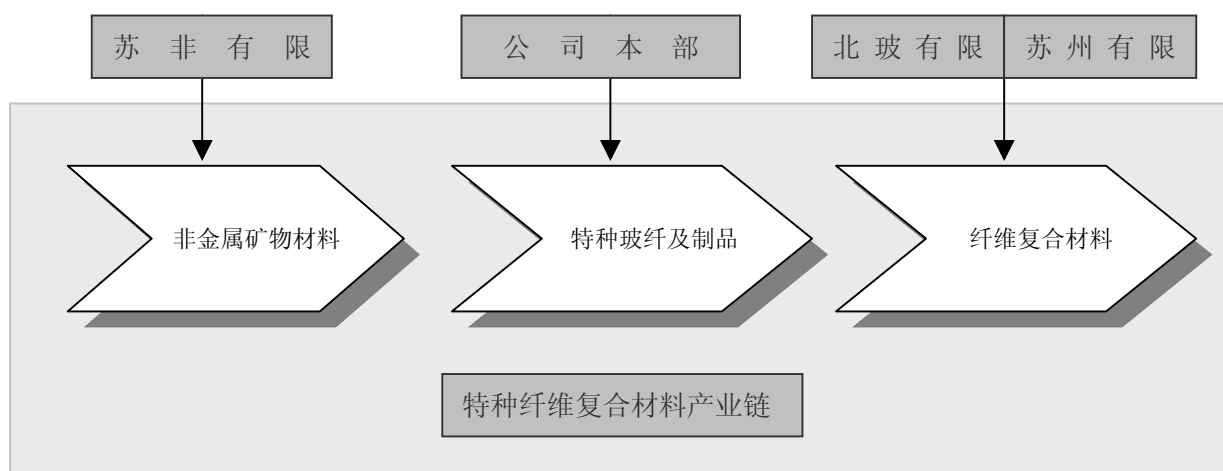 苏非有限
公司本部
北玻有限
苏州有限
非金属矿物材料
特种玻纤及制品
纤维复合材料
特种纤维复合材料产业链